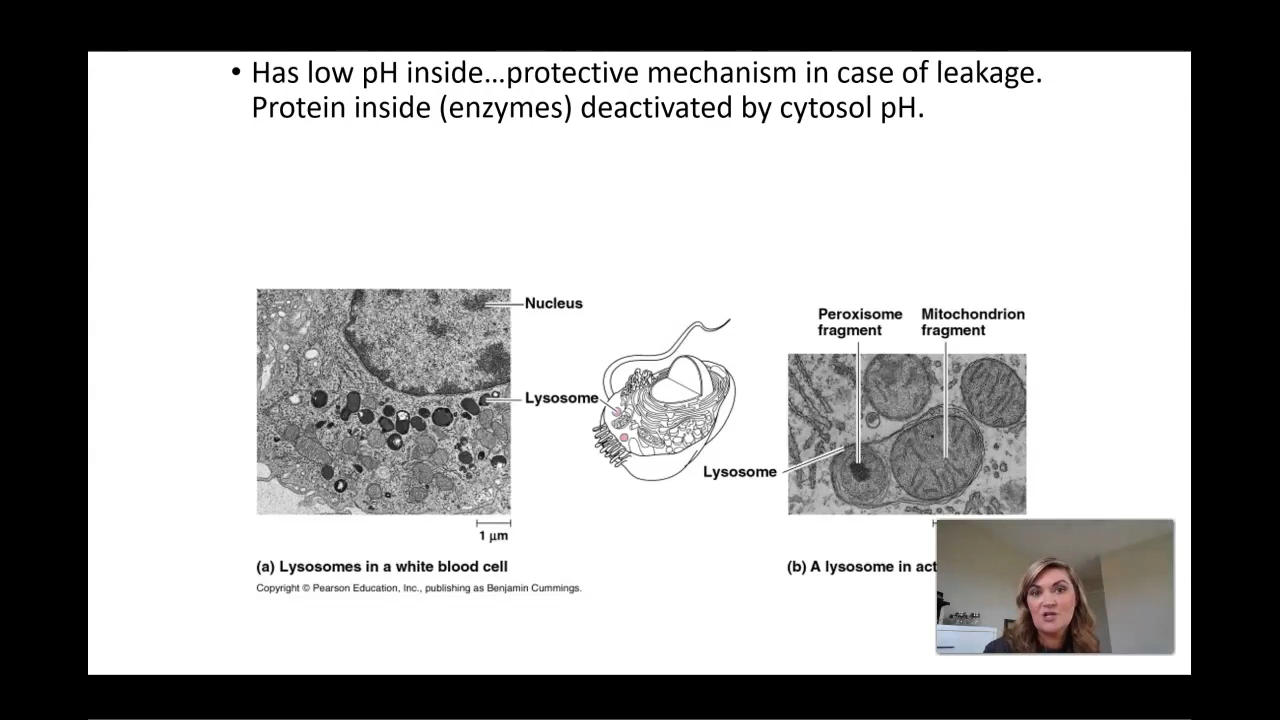 • Has low pH inside…protective mechanism in case of leakage.
Protein inside (enzymes) deactivated by cytosol pH.
Nucleus
Lysosome
1 µm
(a) Lysosomes in a white blood cell
Copyright © Pearson Education, Inc., publishing as Benjamin Cummings.
Peroxisome
fragment
Mitochondrion
fragment
Lysosome
(b) A lysosome in act